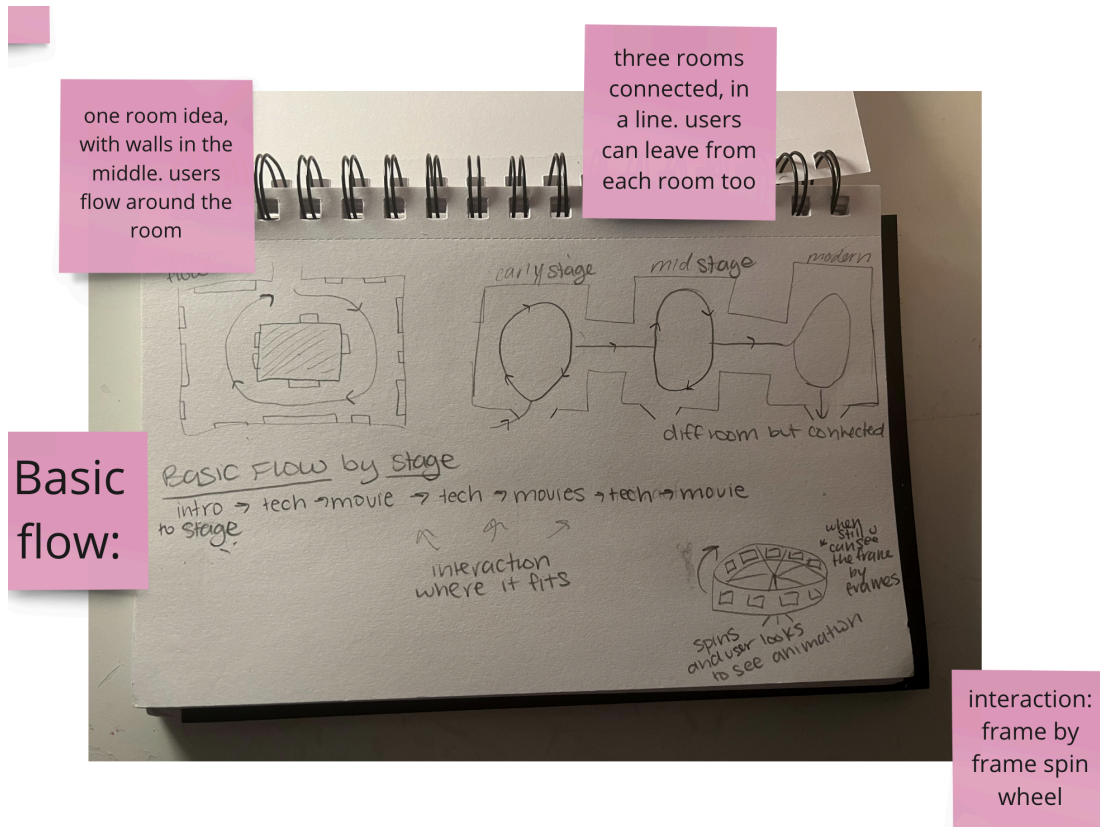 one room idea,
with walls in the
middle. users
flow around the
room
three rooms
connected, in
a line. users
can leave from
each room too
flow
early stage
mid stage
modern
diff room but connected
Basic
flow:
BASIC FLOW by stage
intro → tech → movie → tech → movies → tech → movie
to stage
interaction
where it fits
when
still u
can see
the frame
by
frames
spins
and user looks
to see animation
interaction:
frame by
frame spin
wheel